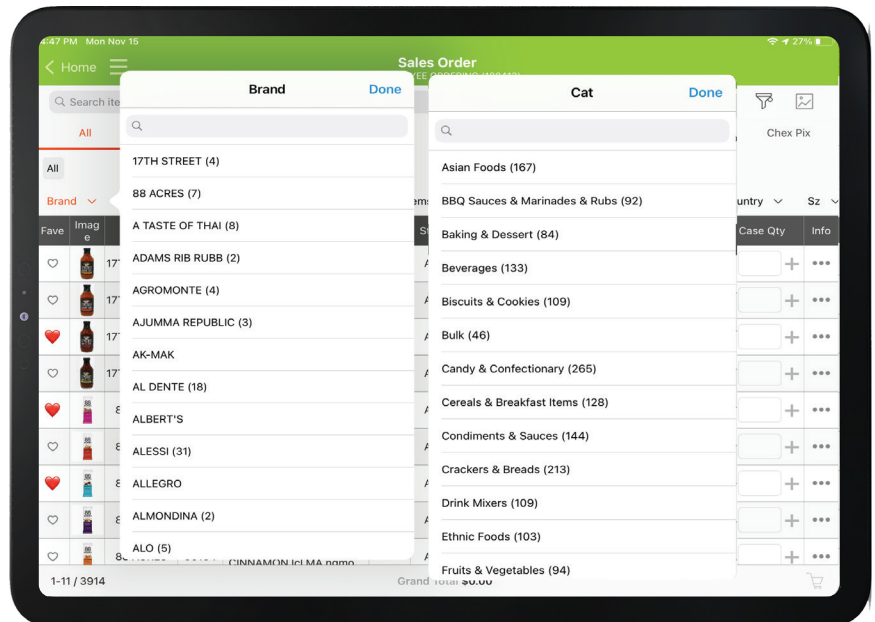 4:47 PM Mon Nov 15
27%
Home
Sales Order
Search ite
All
Chex Pix
All
Brand
untry
Sz
Fave
Image
Case Qty
Info
Brand
Done
17TH STREET (4)
88 ACRES (7)
A TASTE OF THAI (8)
ADAMS RIB RUBB (2)
AGROMONTE (4)
AJUMMA REPUBLIC (3)
AK-MAK
AL DENTE (18)
ALBERT'S
ALESSI (31)
ALLEGRO
ALMONDINA (2)
ALO (5)
Cat
Done
Asian Foods (167)
BBQ Sauces & Marinades & Rubs (92)
Baking & Dessert (84)
Beverages (133)
Biscuits & Cookies (109)
Bulk (46)
Candy & Confectionary (265)
Cereals & Breakfast Items (128)
Condiments & Sauces (144)
Crackers & Breads (213)
Drink Mixers (109)
Ethnic Foods (103)
Fruits & Vegetables (94)
CINNAMON
1-11 / 3914
Grand Total $0.00